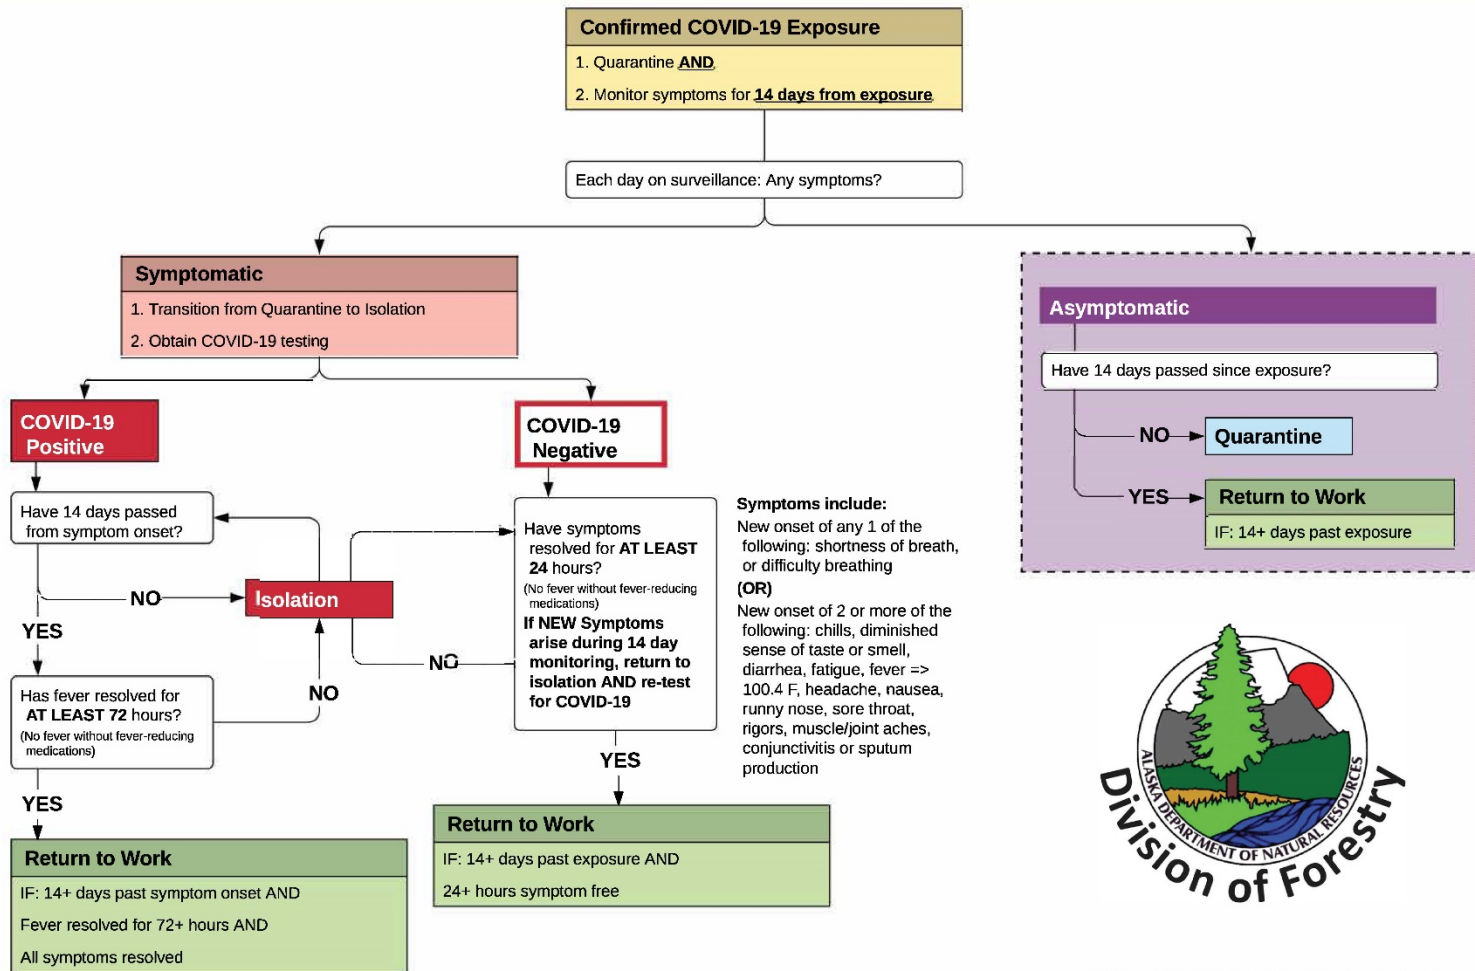 Confirmed COVID-19 Exposure
1. Quarantine AND
2. Monitor symptoms for 14 days from exposure
Each day on surveillance: Any symptoms?
Symptomatic
1. Transition from Quarantine to Isolation
2. Obtain COVID-19 testing
COVID-19
Positive
Have 14 days passed
from symptom onset?
NO
Isolation
YES
Has fever resolved for
AT LEAST 72 hours?
(No fever without fever-reducing
medications)
NO
YES
Return to Work
IF: 14+ days past symptom onset AND
Fever resolved for 72+ hours AND
All symptoms resolved
COVID-19
Negative
Have symptoms
resolved for AT LEAST
24 hours?
(No fever without fever-reducing
medications)
If NEW Symptoms
arise during 14 day
monitoring, return to
isolation AND re-test
for COVID-19
NO
YES
Return to Work
IF: 14+ days past exposure AND
24+ hours symptom free
Symptoms include:
New onset of any 1 of the
following: shortness of breath,
or difficulty breathing
(OR)
New onset of 2 or more of the
following: chills, diminished
sense of taste or smell,
diarrhea, fatigue, fever =>
100.4 F, headache, nausea,
runny nose, sore throat,
rigors, muscle/joint aches,
conjunctivitis or sputum
production
Asymptomatic
Have 14 days passed since exposure?
NO
Quarantine
YES
Return to Work
IF: 14+ days past exposure
ALASKA DEPARTMENT OF NATURAL RESOURCES
Division of Forestry